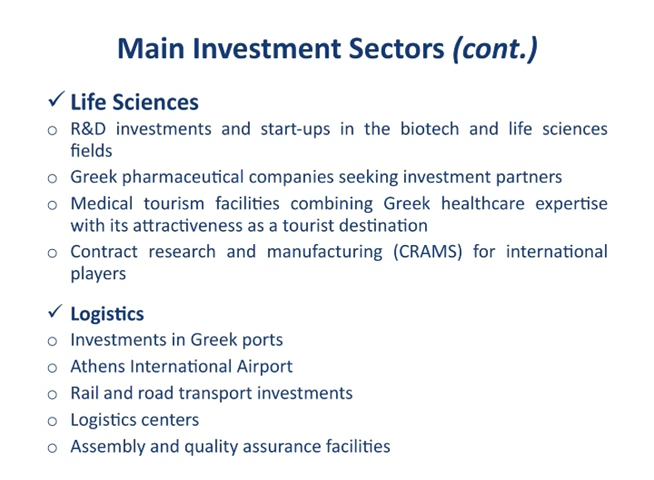 Main Investment Sectors (cont.)
✓ Life Sciences
o R&D investments and start-ups in the biotech and life sciences
fields
o Greek pharmaceutical companies seeking investment partners
o Medical tourism facilities combining Greek healthcare expertise
with its attractiveness as a tourist destination
o Contract research and manufacturing (CRAMS) for international
players
✓ Logistics
o Investments in Greek ports
o Athens International Airport
o Rail and road transport investments
o Logistics centers
o Assembly and quality assurance facilities